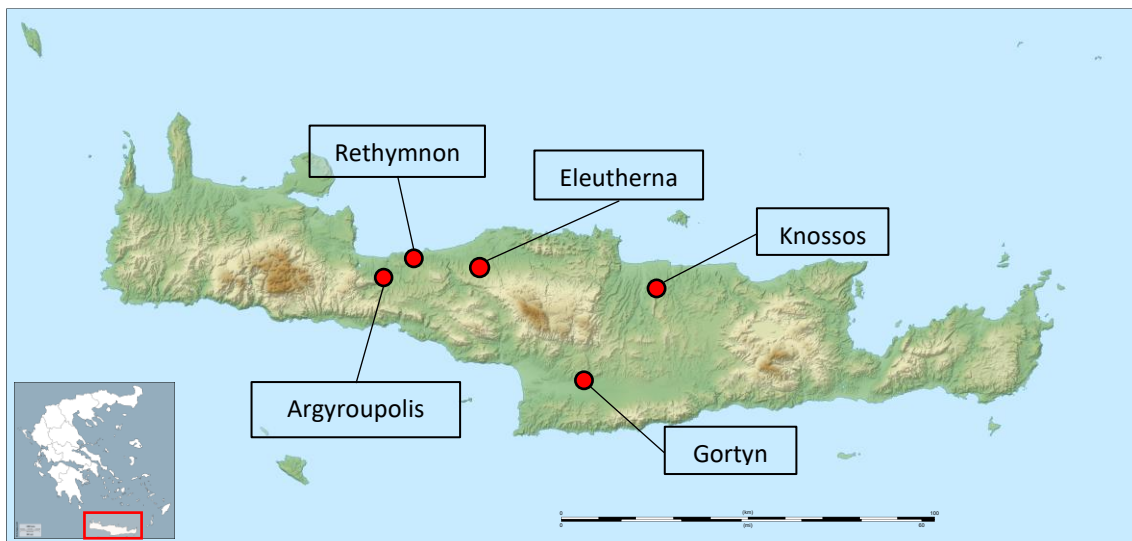 Rethymnon
Eleutherna
Knossos
Argyroupolis
Gortyn
(km)
0 100
0 60
(mi)